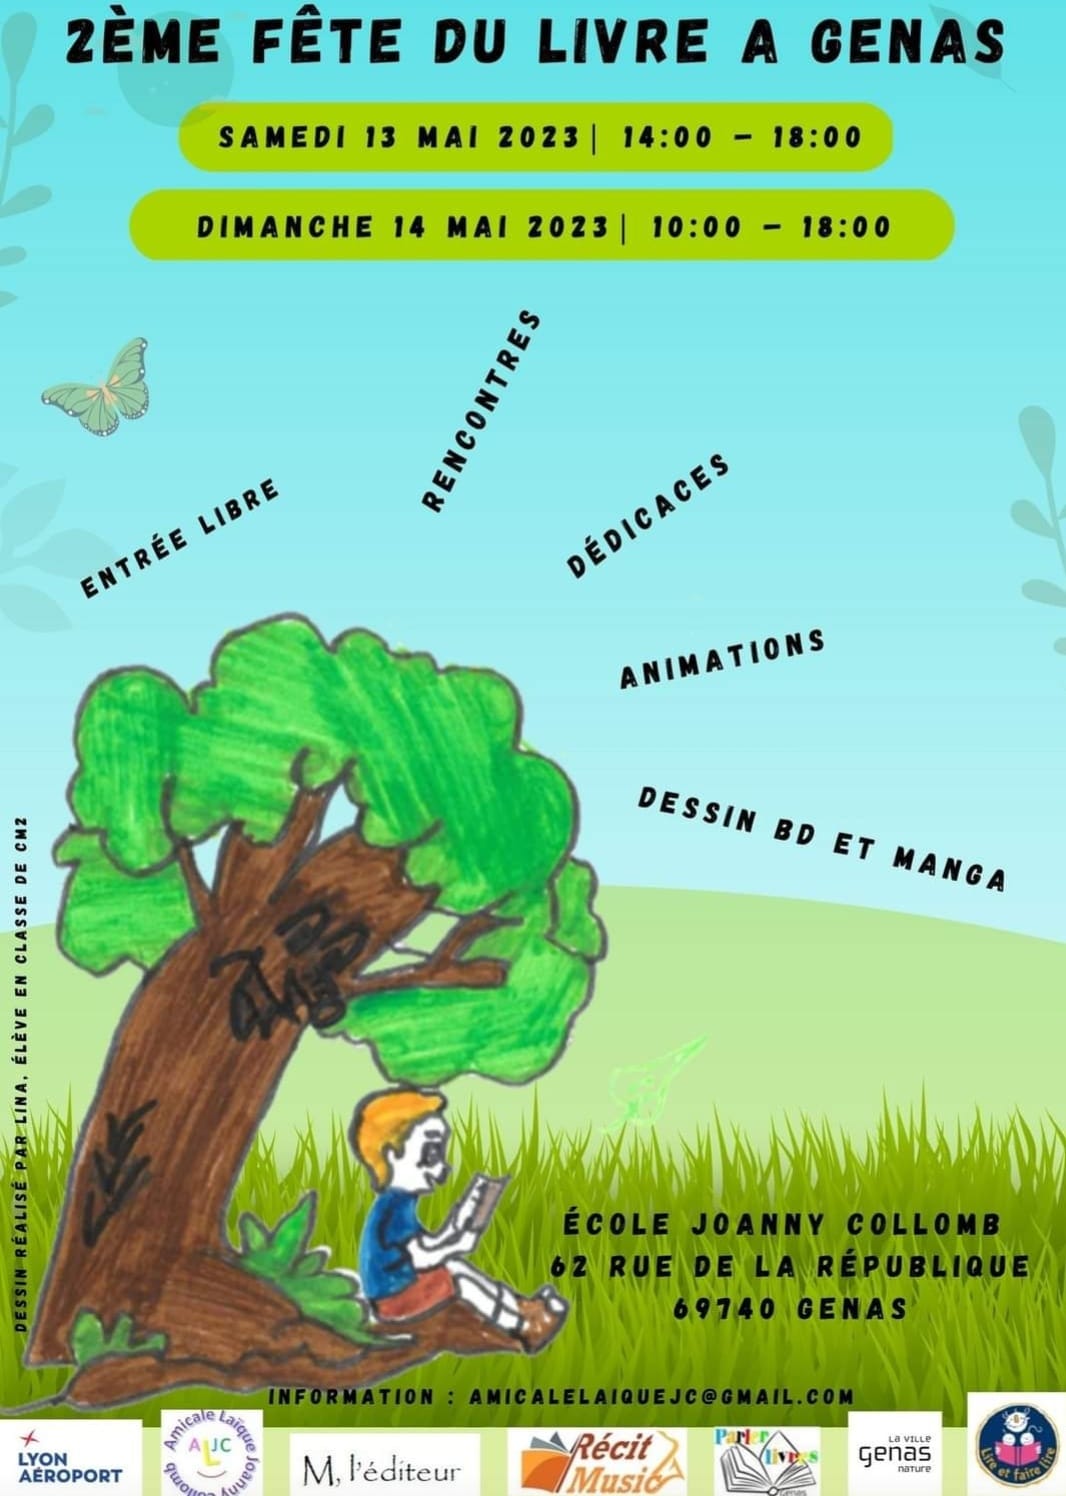 2ÈME FÊTE DU LIVRE A GENAS
SAMEDI 13 MAI 2023| 14:00 – 18:00
DIMANCHE 14 MAI 2023| 10:00 – 18:00
ENTRÉE LIBRE
RENCONTRES
DÉDICACES
ANIMATIONS
DESSIN BD ET MANGA
DESSIN RÉALISÉ PAR LINA, ÉLÈVE EN CLASSE DE CM2
ÉCOLE JOANNY COLLOMB
62 RUE DE LA RÉPUBLIQUE
69740 GENAS
INFORMATION : AMICALELAIQUEJC@GMAIL.COM
LYON
AÉROPORT
Amicale Laïque Joanny Collomb
ALJC
M, l'éditeur
Récit
Music
Parler
livres
Genas
LA VILLE
genas
nature
Lire et faire lire